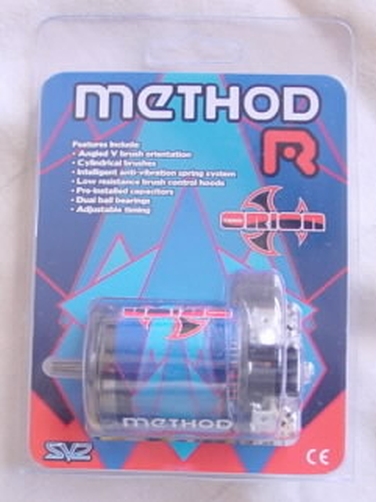 METHOD
R
Features Include
• Angled V brush orientation
• Cylindrical brushes
• Intelligent anti-vibration spring system
• Low resistance brush control hoods
• Pre-installed capacitors
• Dual ball bearings
• Adjustable timing
ORION
METHOD
SV2
CE